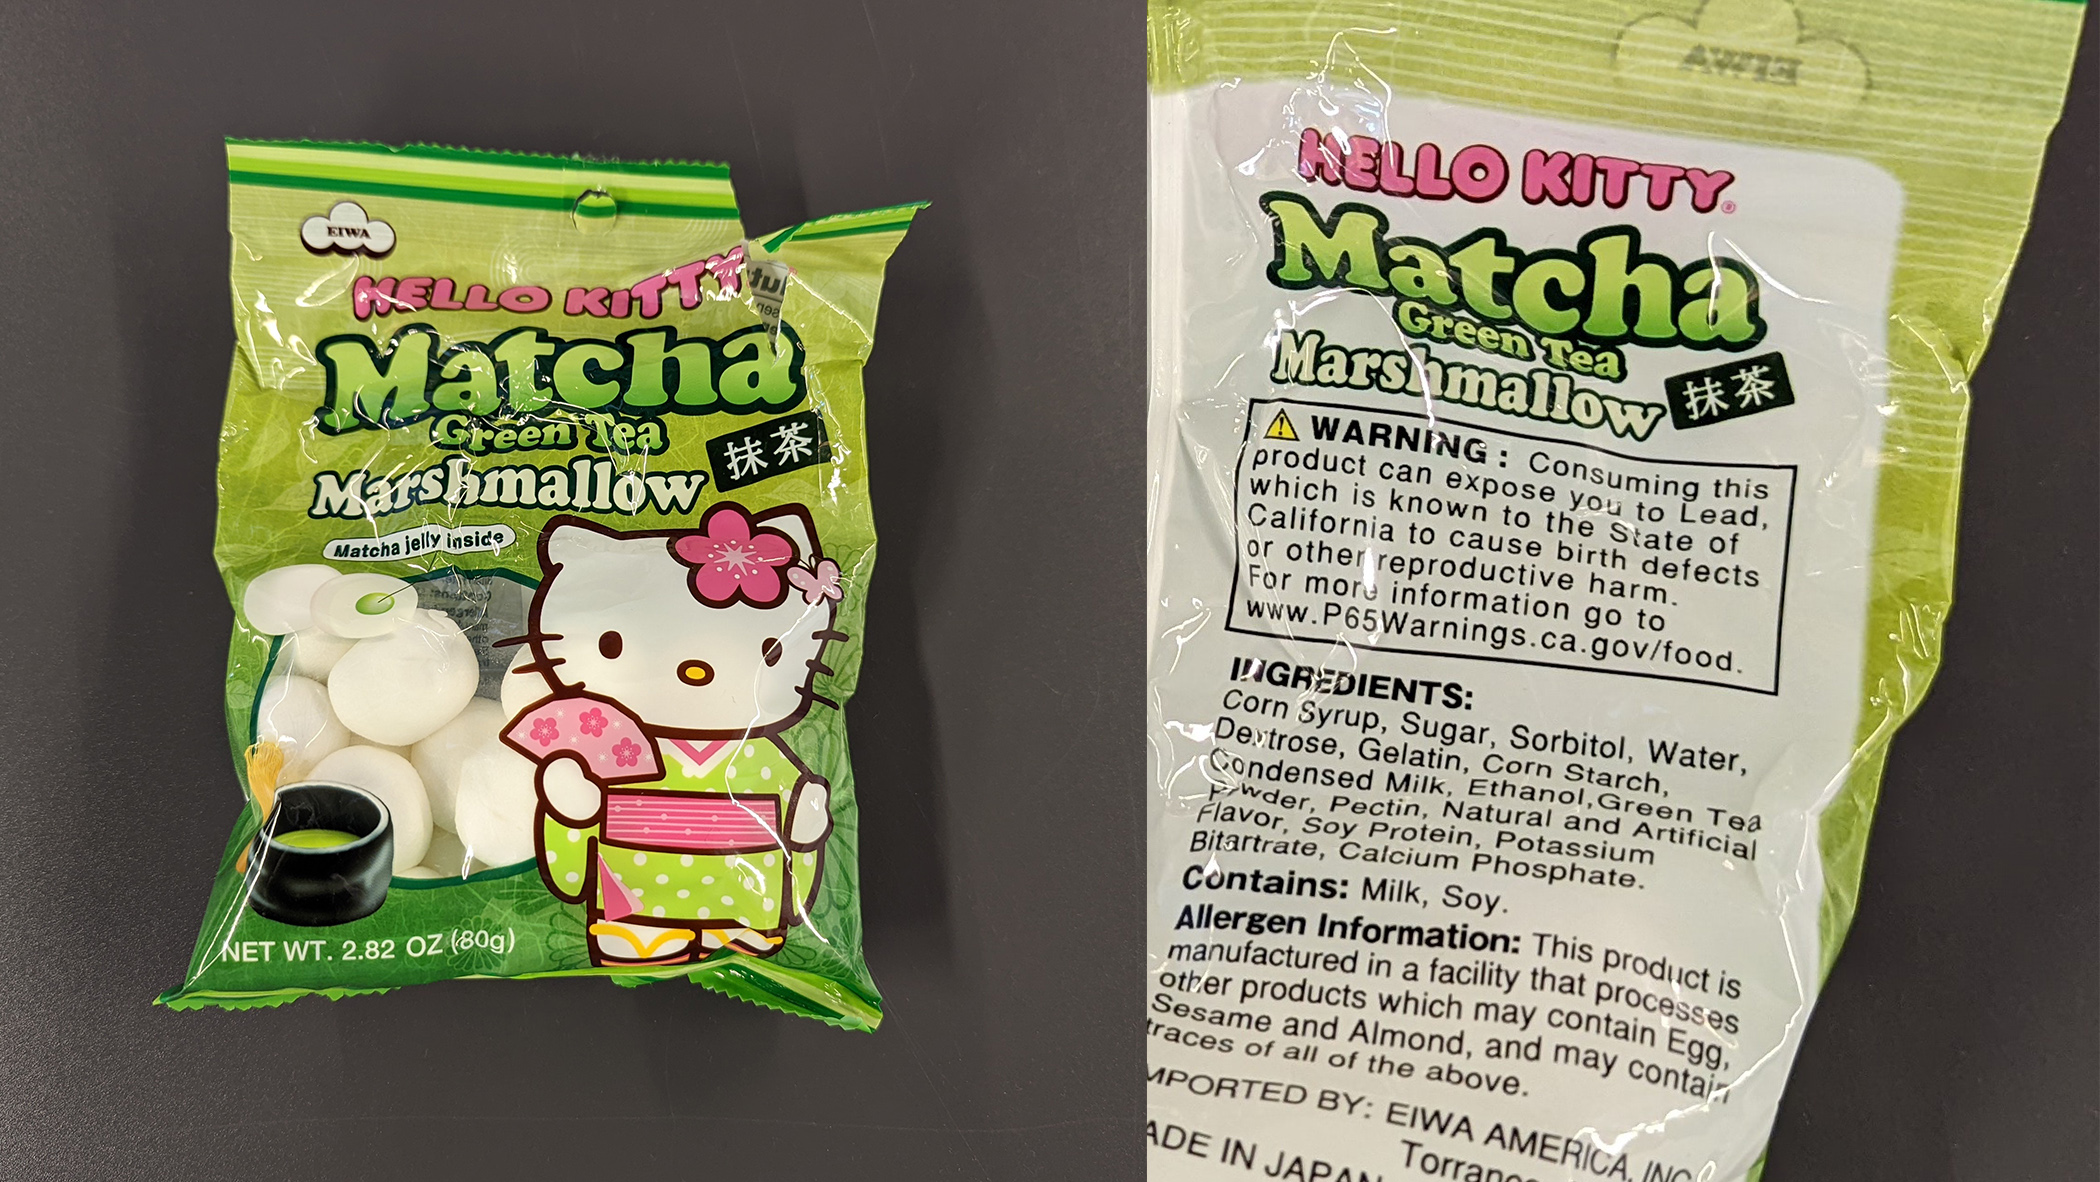 EIWA
HELLO KITTY
Matcha
Green Tea
抹茶
Marshmallow
Matcha jelly inside
NET WT. 2.82 OZ (80g)
EIWA
HELLO KITTY®
Matcha
Green Tea
Marshmallow
抹茶
WARNING: Consuming this
product can expose you to Lead,
which is known to the State of
California to cause birth defects
or other reproductive harm.
For more information go to
www.P65Warnings.ca.gov/food.
INGREDIENTS:
Corn Syrup, Sugar, Sorbitol, Water,
Dextrose, Gelatin, Corn Starch,
Condensed Milk, Ethanol, Green Tea
Powder, Pectin, Natural and Artificial
Flavor, Soy Protein, Potassium
Bitartrate, Calcium Phosphate.
Contains: Milk, Soy.
Allergen Information: This product is
manufactured in a facility that processes
other products which may contain Egg,
Sesame and Almond, and may contain
traces of all of the above.
IMPORTED BY: EIWA AMERICA, INC
Torrance
MADE IN JAPAN